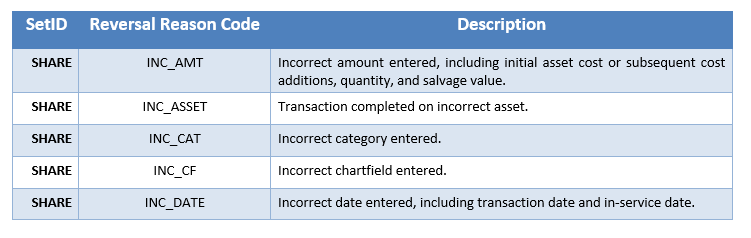 SetID Reversal Reason Code Description
SHARE INC_AMT Incorrect amount entered, including initial asset cost or subsequent cost
additions, quantity, and salvage value.
SHARE INC_ASSET Transaction completed on incorrect asset.
SHARE INC_CAT Incorrect category entered.
SHARE INC_CF Incorrect chartfield entered.
SHARE INC_DATE Incorrect date entered, including transaction date and in-service date.